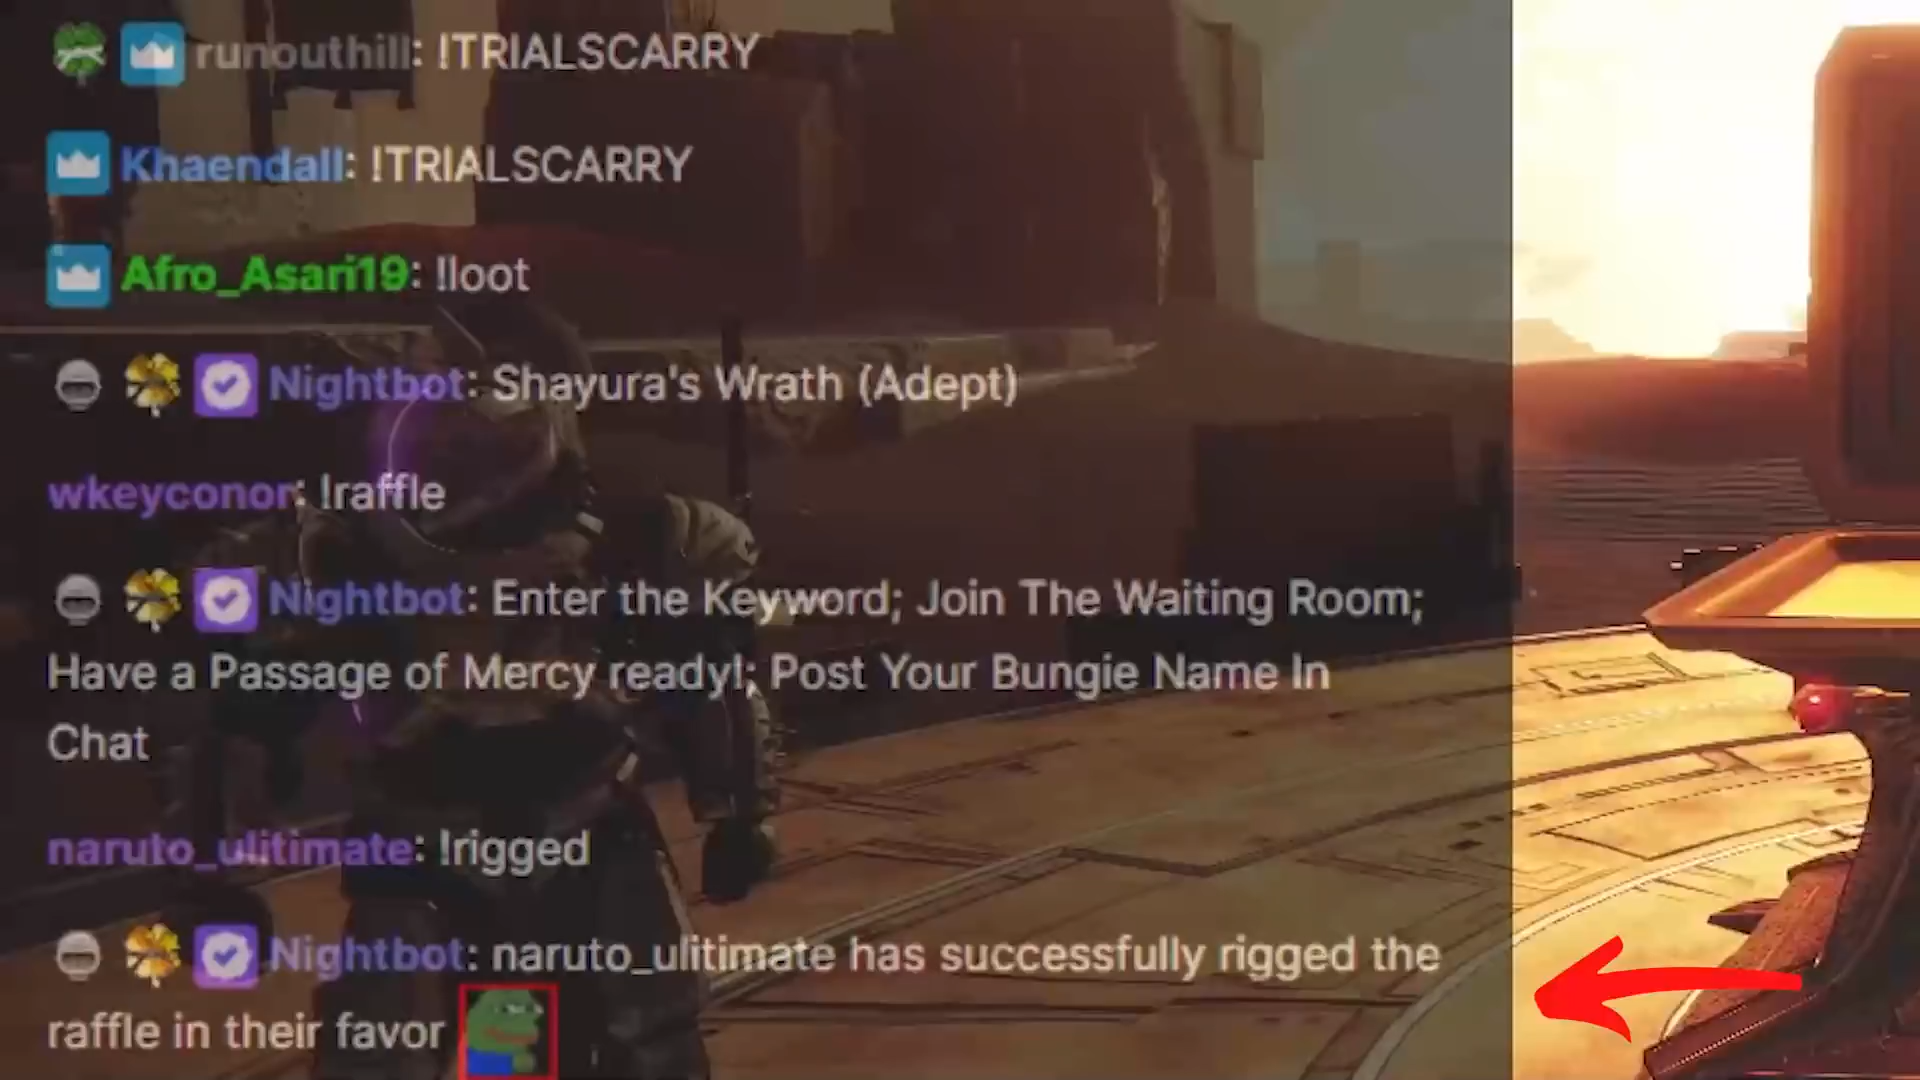 runouthill: !TRIALSCARRY
Khaendall: !TRIALSCARRY
Afro_Asari19: !loot
Nightbot: Shayura's Wrath (Adept)
wkeyconor: !raffle
Nightbot: Enter the Keyword; Join The Waiting Room;
Have a Passage of Mercy ready!; Post Your Bungie Name In
Chat
naruto_ulitimate: !rigged
Nightbot: naruto_ulitimate has successfully rigged the
raffle in their favor